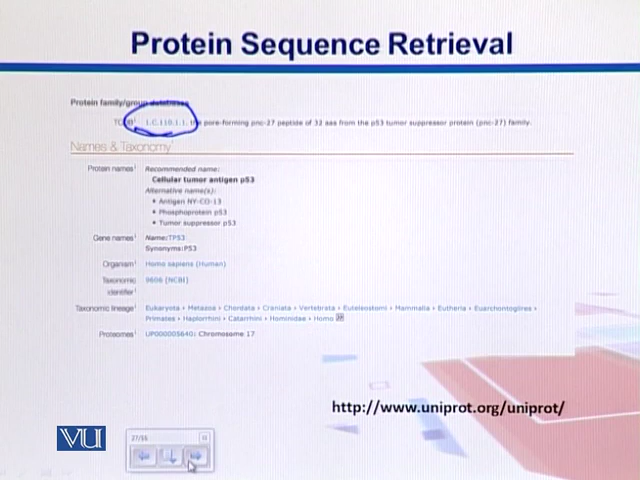 Protein Sequence Retrieval
Protein family/group databases
1.C.110.1.1. the pore-forming pnc-27 peptide of 32 aas from the p53 tumor suppressor protein (pnc-27) family.
Names & Taxonomy
Protein names Recommended name:
Cellular tumor antigen p53
Alternative name(s):
• Antigen NY-CO-13
• Phosphoprotein p53
• Tumor suppressor p53
Gene names Name:TP53
Synonyms:P53
Organism Homo sapiens (Human)
Taxonomic identifier 9606 [NCBI]
Taxonomic lineage Eukaryota › Metazoa › Chordata › Craniata › Vertebrata › Euteleostomi › Mammalia › Eutheria › Euarchontoglires ›
Primates › Haplorrhini › Catarrhini › Hominidae › Homo
Proteomes UP000005640: Chromosome 17
http://www.uniprot.org/uniprot/
VU